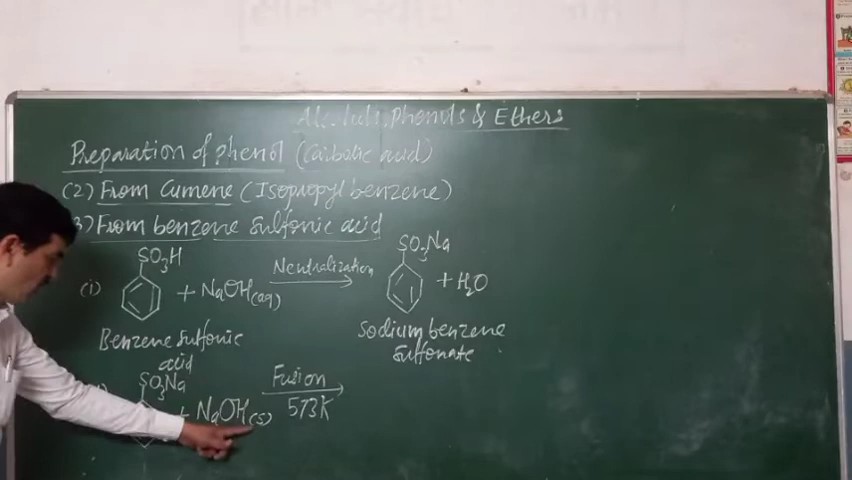 Alcohols, Phenols & Ethers
Preparation of phenol (Carbolic acid)
(2) From Cumene (Isopropyl benzene)
3) From benzene sulfonic acid
SO3H
SO3Na
(i) + NaOH(aq) Neutralization + H2O
Benzene sulfonic acid
Sodium benzene sulfonate
SO3Na
+ NaOH(s) Fusion 573K